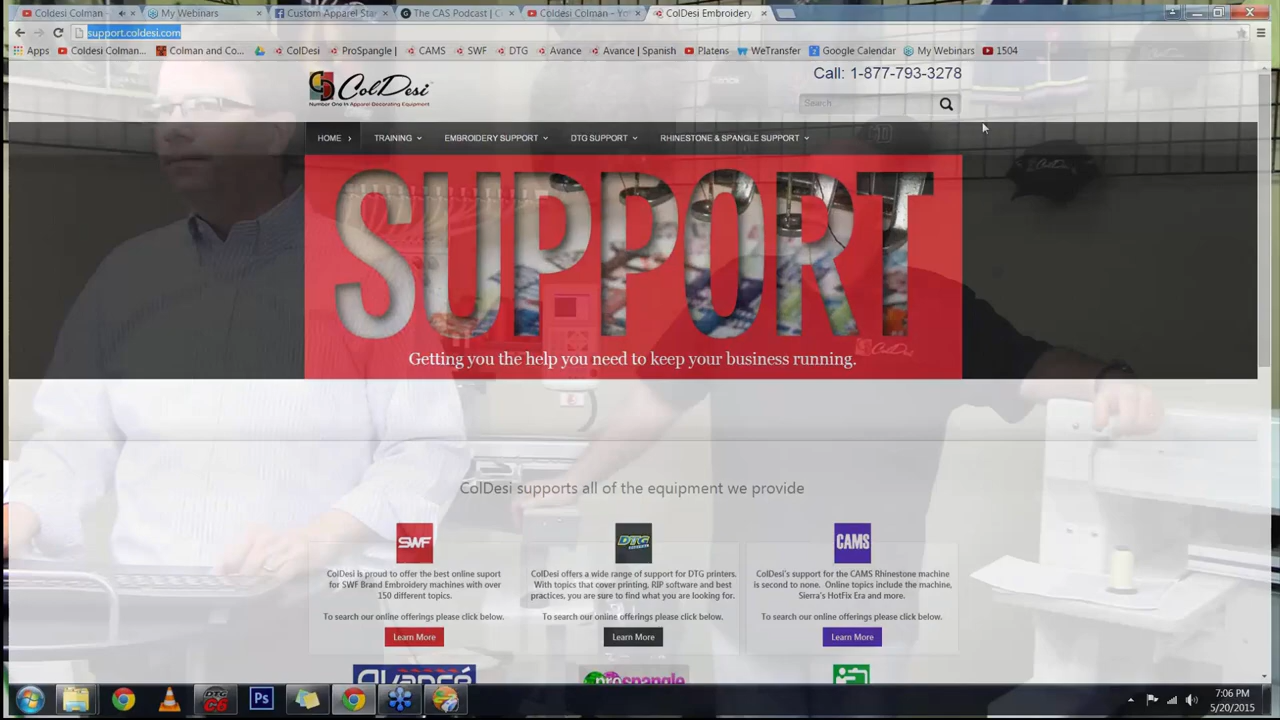 Coldesi Colman -
My Webinars
Custom Apparel Star
The CAS Podcast | C
Coldesi Colman - Yo
ColDesi Embroidery
support.coldesi.com
Apps
Coldesi Colman...
Colman and Co...
ColDesi
ProSpangle |
CAMS
SWF
DTG
Avance
Avance | Spanish
Platens
WeTransfer
Google Calendar
My Webinars
1504
ColDesi
Number One In Apparel Decorating Equipment
Call: 1-877-793-3278
Search
HOME
TRAINING
EMBROIDERY SUPPORT
DTG SUPPORT
RHINESTONE & SPANGLE SUPPORT
SUPPORT
ColDesi
Getting you the help you need to keep your business running.
ColDesi supports all of the equipment we provide
SWF
ColDesi is proud to offer the best online suport
for SWF Brand Embroidery machines with over
150 different topics.
To search our online offerings please click below.
Learn More
DTG
ColDesi offers a wide range of support for DTG printers.
With topics that cover printing, RIP software and best
practices, you are sure to find what you are looking for.
To search our online offerings please click below.
Learn More
CAMS
ColDesi's support for the CAMS Rhinestone machine
is second to none. Online topics include the machine,
Sierra's HotFix Era and more.
To search our online offerings please click below.
Learn More
avancé
prospangle
DTG
C6
Ps
7:06 PM
5/20/2015